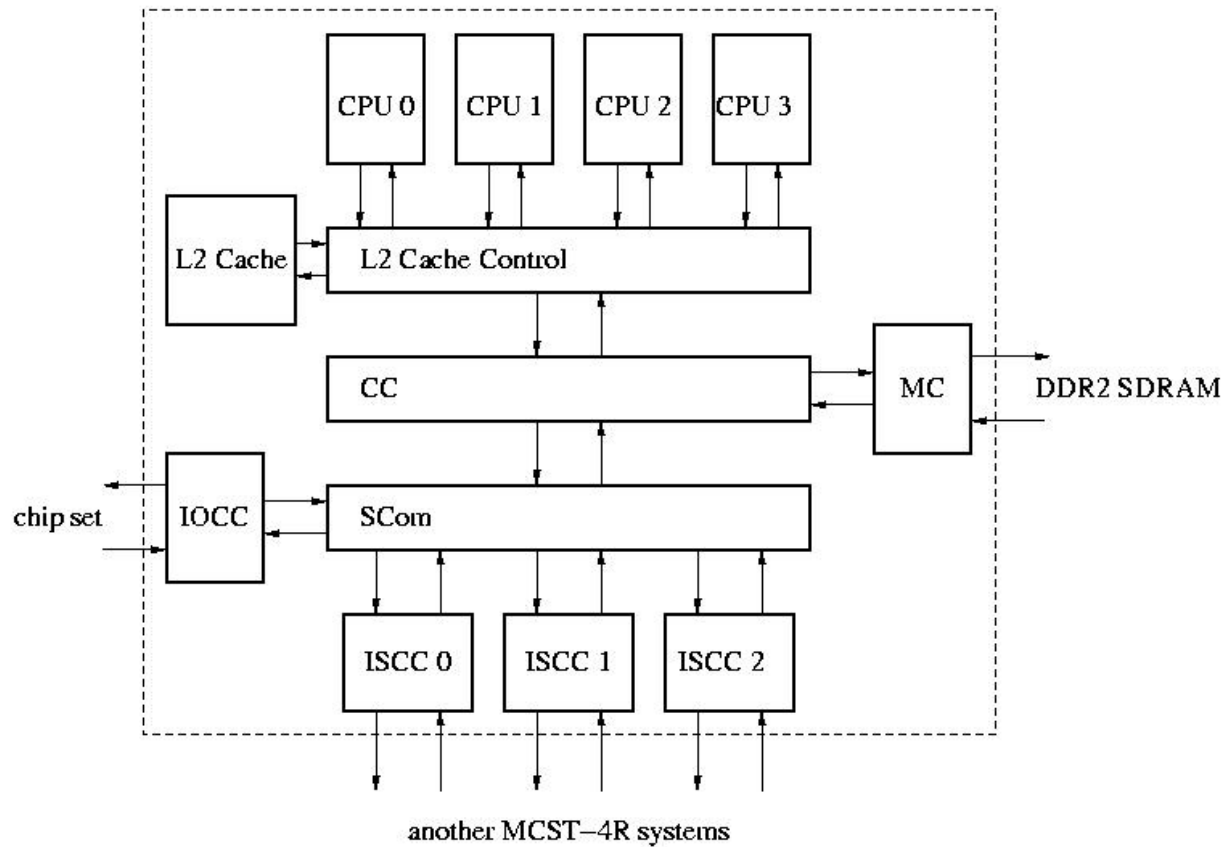 CPU 0
CPU 1
CPU 2
CPU 3
L2 Cache
L2 Cache Control
CC
MC
DDR2 SDRAM
chip set
IOCC
SCom
ISCC 0
ISCC 1
ISCC 2
another MCST−4R systems